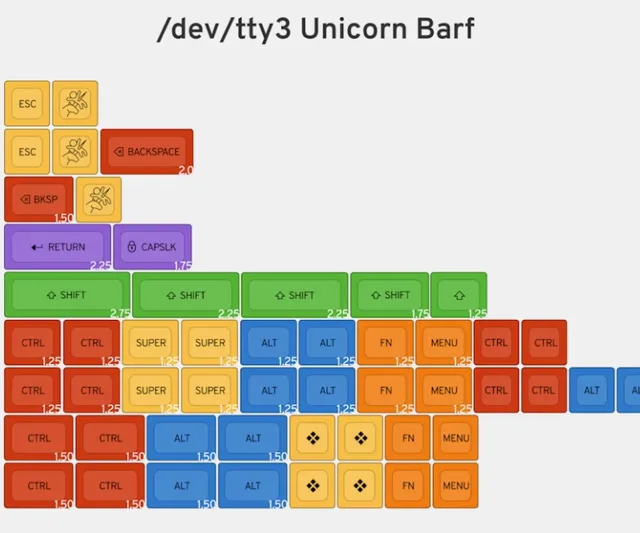 /dev/tty3 Unicorn Barf
ESC
ESC BACKSPACE 2.0
BKSP 1.50
RETURN 2.25 CAPSLK 1.75
SHIFT 2.75 SHIFT 2.25 SHIFT 2.25 SHIFT 1.75 1.25
CTRL 1.25 CTRL 1.25 SUPER 1.25 SUPER 1.25 ALT 1.25 ALT 1.25 FN 1.25 MENU 1.25 CTRL CTRL
CTRL 1.25 CTRL 1.25 SUPER 1.25 SUPER 1.25 ALT 1.25 ALT 1.25 FN 1.25 MENU 1.25 CTRL CTRL ALT
CTRL 1.50 CTRL 1.50 ALT 1.50 ALT 1.50 FN MENU
CTRL 1.50 CTRL 1.50 ALT 1.50 ALT 1.50 FN MENU